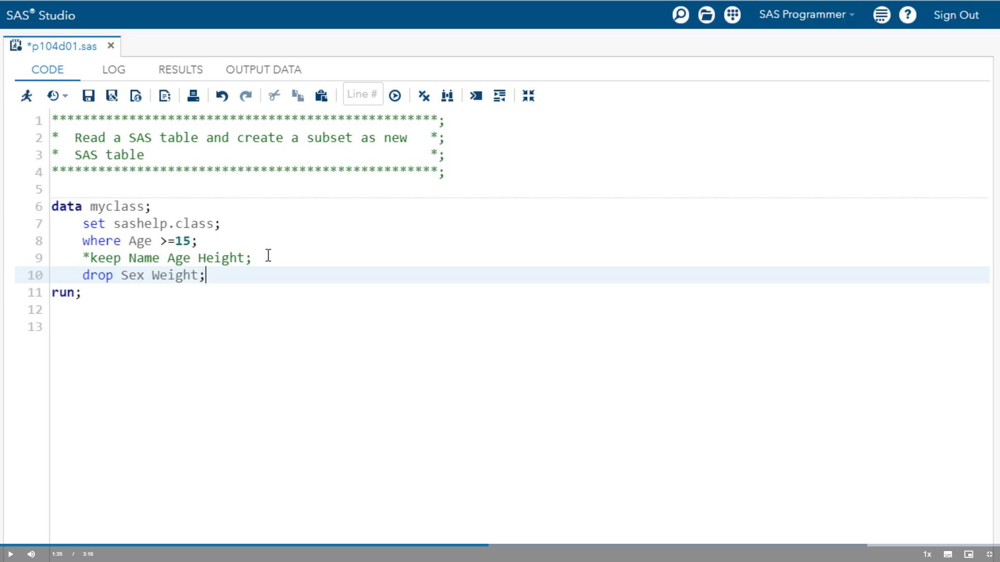 SAS® Studio
SAS Programmer
Sign Out
*p104d01.sas
CODE LOG RESULTS OUTPUT DATA
Line #
1 **************************************************;
2 *  Read a SAS table and create a subset as new   *;
3 *  SAS table                                     *;
4 **************************************************;
5
6 data myclass;
7     set sashelp.class;
8     where Age >=15;
9     *keep Name Age Height;
10     drop Sex Weight;
11 run;
12
13
1:35 / 3:16
1x